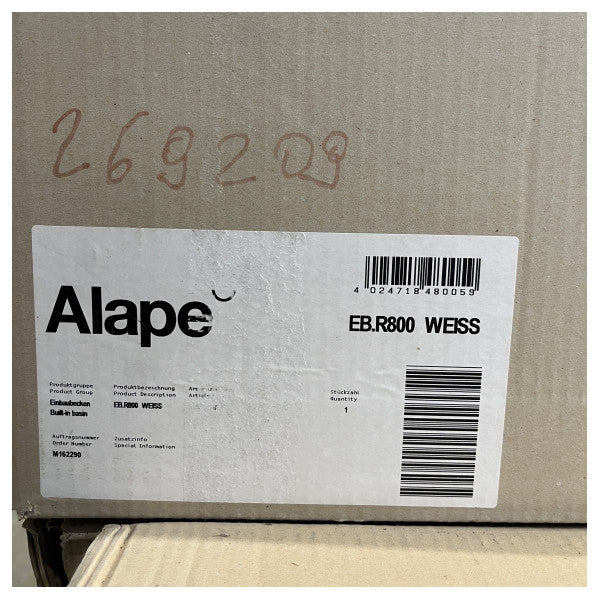 269209
Alape
4 024718 480059
EB.R800 WEISS
Produktgruppe
Product Group
Produktbezeichnung
Product Description
Stückzahl
Quantity
Einbaubecken
Built-in basin
EB.R800 WEISS
1
Auftragsnummer
Order Number
Zusatzinfo
Special Information
M162290